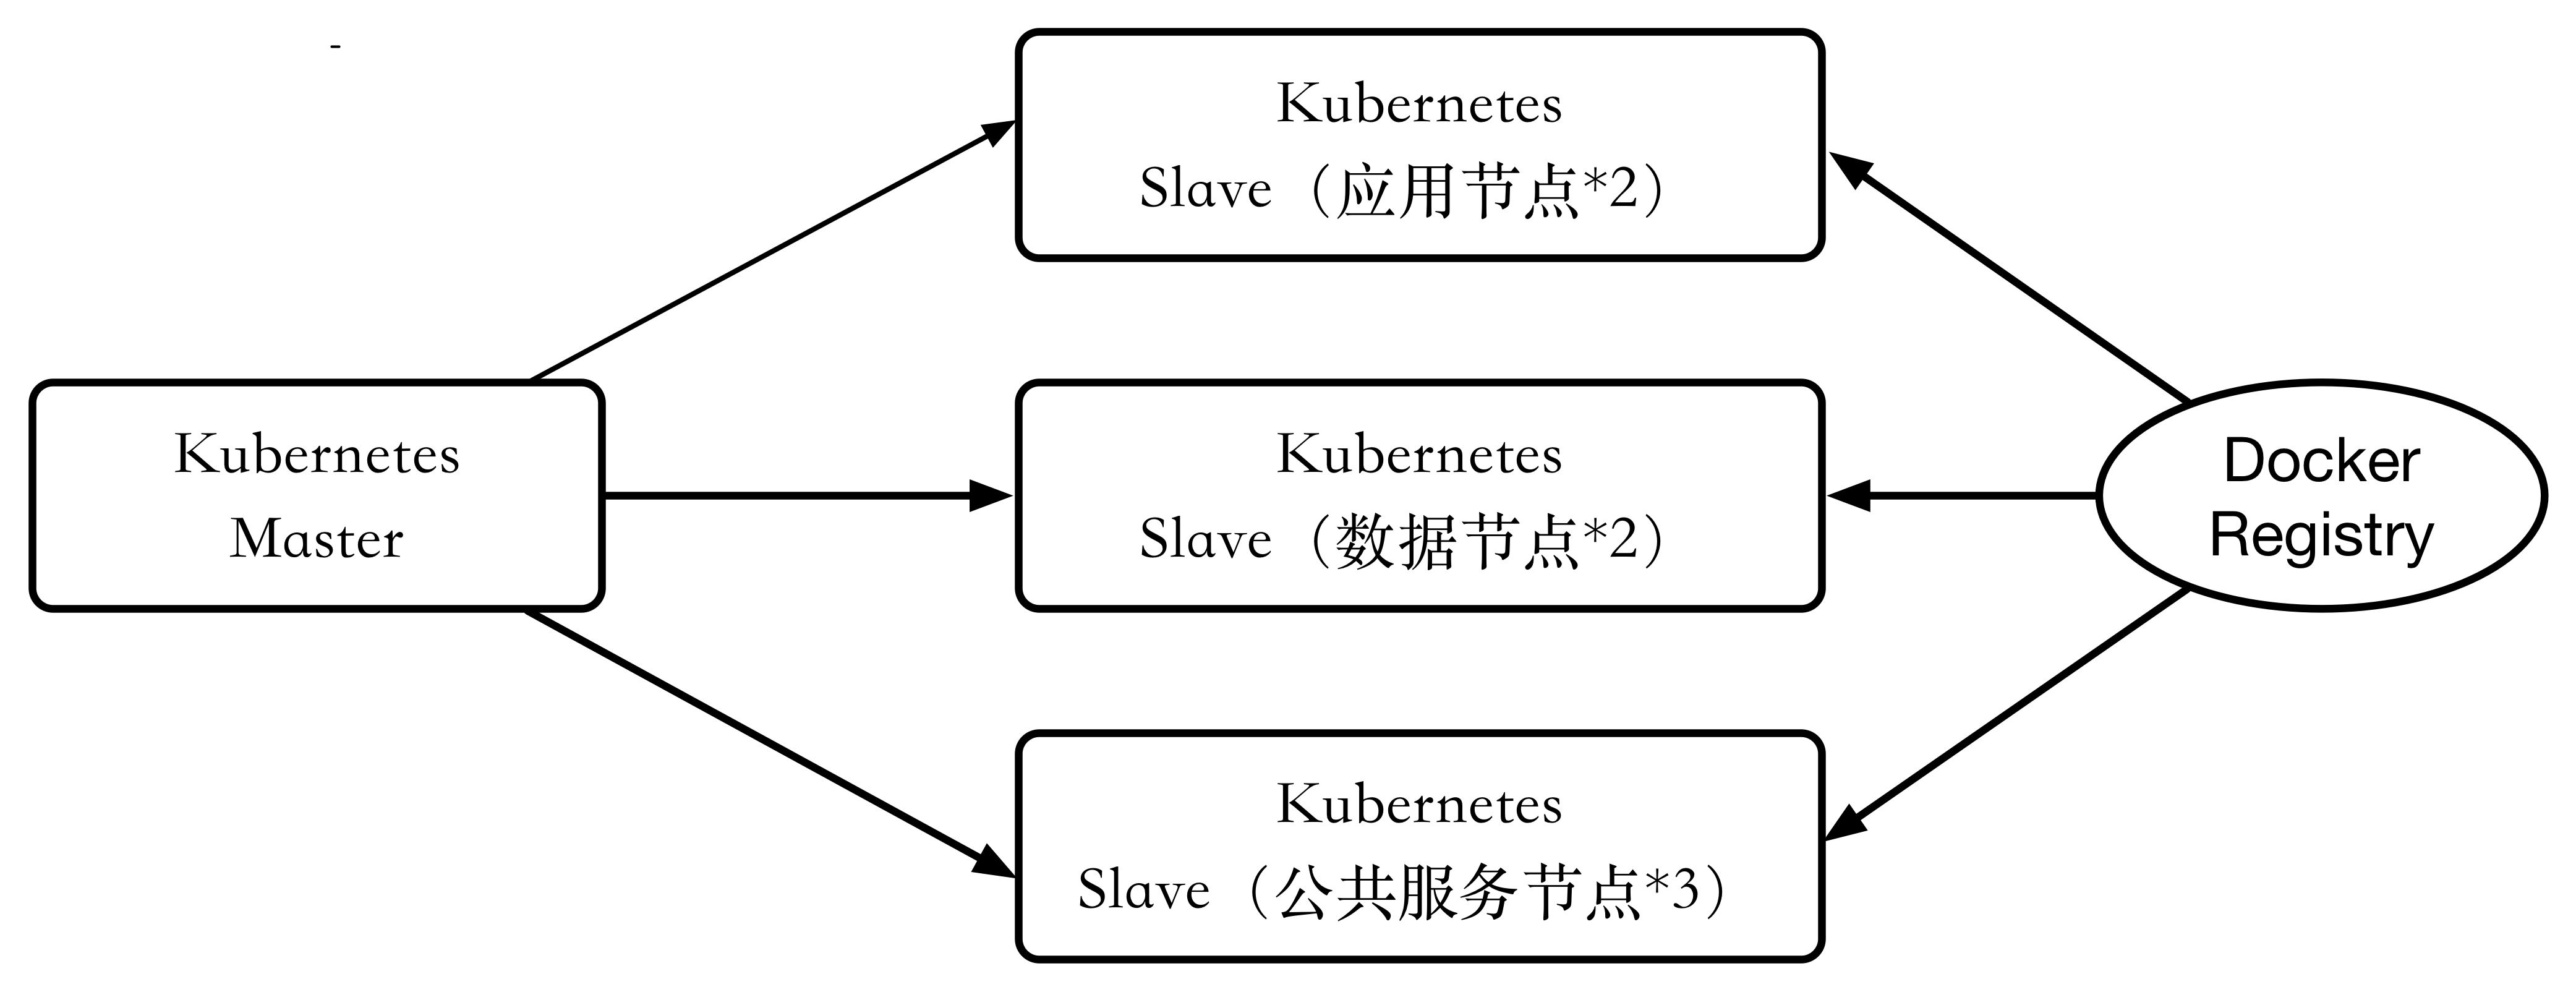 -
Kubernetes
Slave（应用节点*2）
Kubernetes
Master
Kubernetes
Slave（数据节点*2）
Docker
Registry
Kubernetes
Slave（公共服务节点*3）